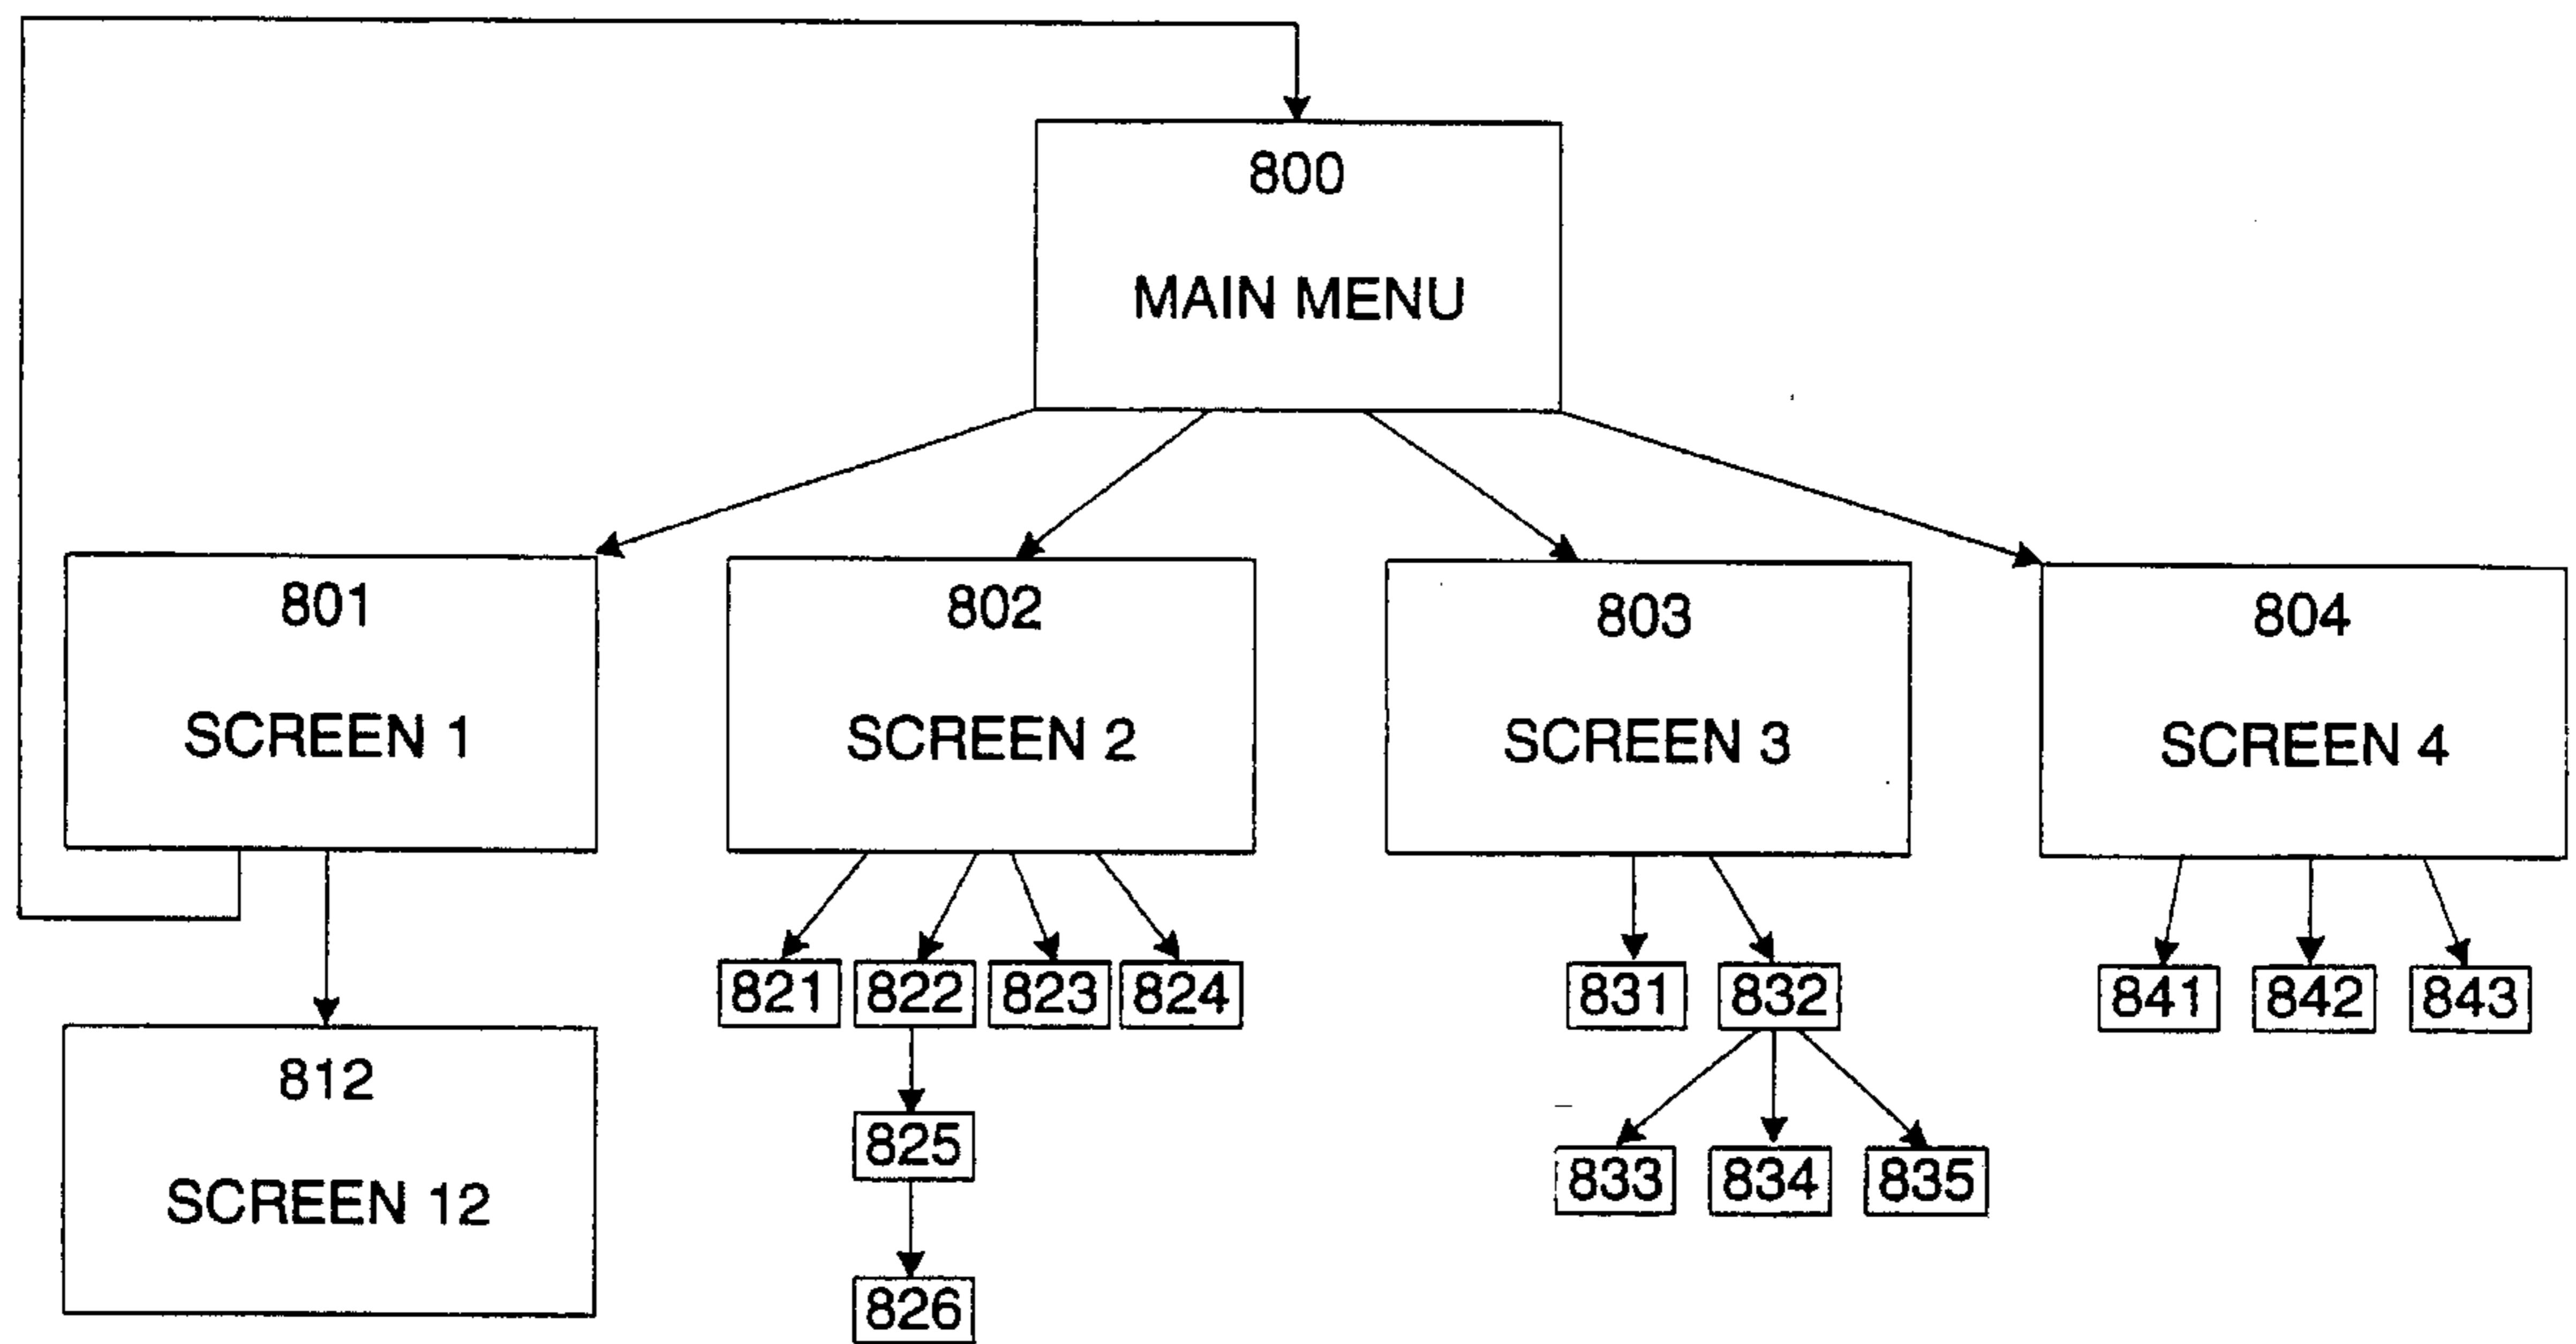 800
MAIN MENU
801
SCREEN 1
802
SCREEN 2
803
SCREEN 3
804
SCREEN 4
821 822 823 824
831 832
841 842 843
812
SCREEN 12
825
833 834 835
826